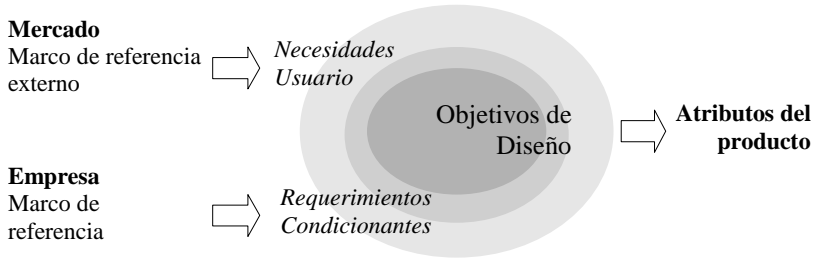 Mercado
Marco de referencia
externo
Necesidades
Usuario
Objetivos de
Diseño
Atributos del
producto
Empresa
Marco de
referencia
Requerimientos
Condicionantes